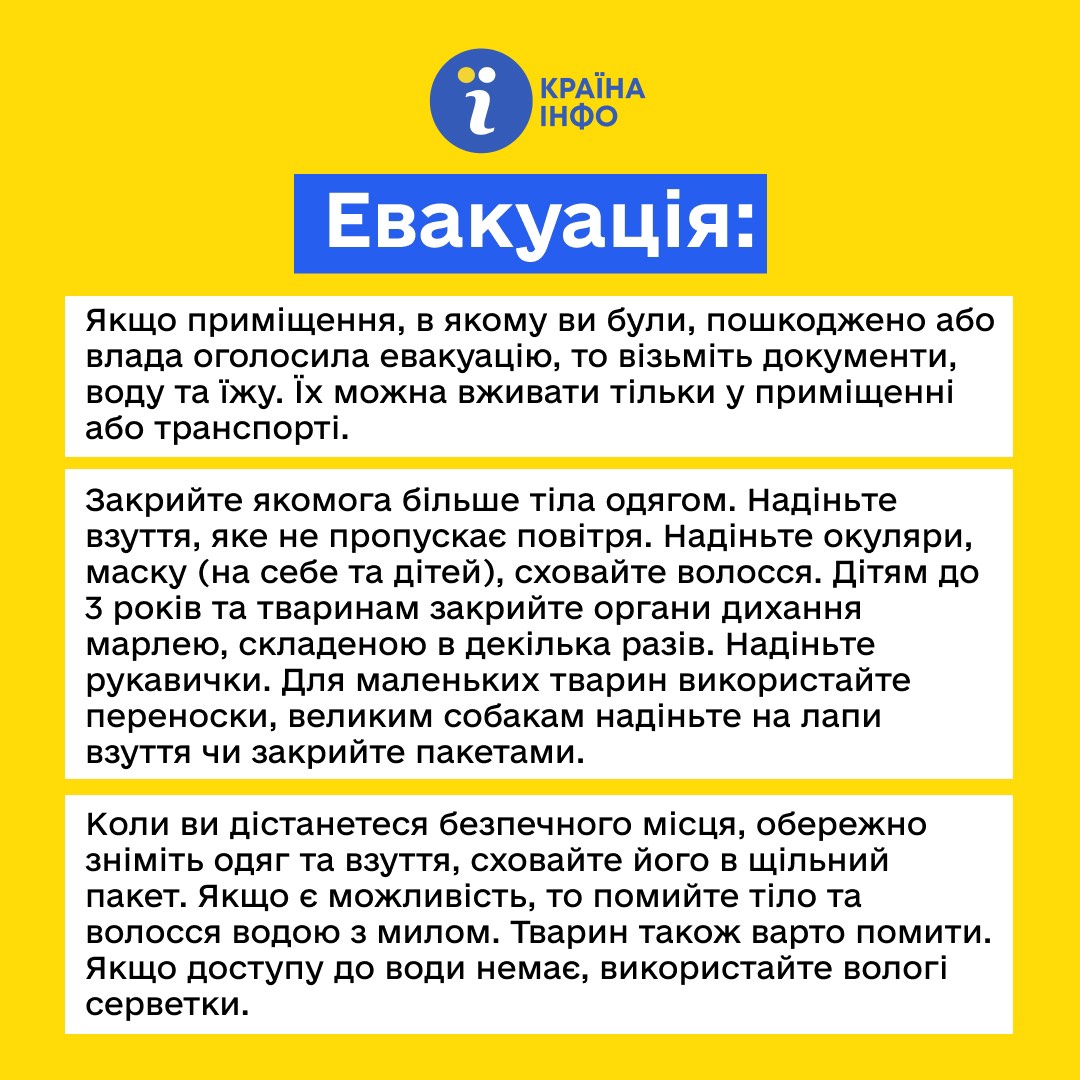 ї
КРАЇНА
ІНФО
Евакуація:
Якщо приміщення, в якому ви були, пошкоджено або
влада оголосила евакуацію, то візьміть документи,
воду та їжу. Їх можна вживати тільки у приміщенні
або транспорті.
Закрийте якомога більше тіла одягом. Надіньте
взуття, яке не пропускає повітря. Надіньте окуляри,
маску (на себе та дітей), сховайте волосся. Дітям до
3 років та тваринам закрийте органи дихання
марлею, складеною в декілька разів. Надіньте
рукавички. Для маленьких тварин використайте
переноски, великим собакам надіньте на лапи
взуття чи закрийте пакетами.
Коли ви дістанетеся безпечного місця, обережно
зніміть одяг та взуття, сховайте його в щільний
пакет. Якщо є можливість, то помийте тіло та
волосся водою з милом. Тварин також варто помити.
Якщо доступу до води немає, використайте вологі
серветки.